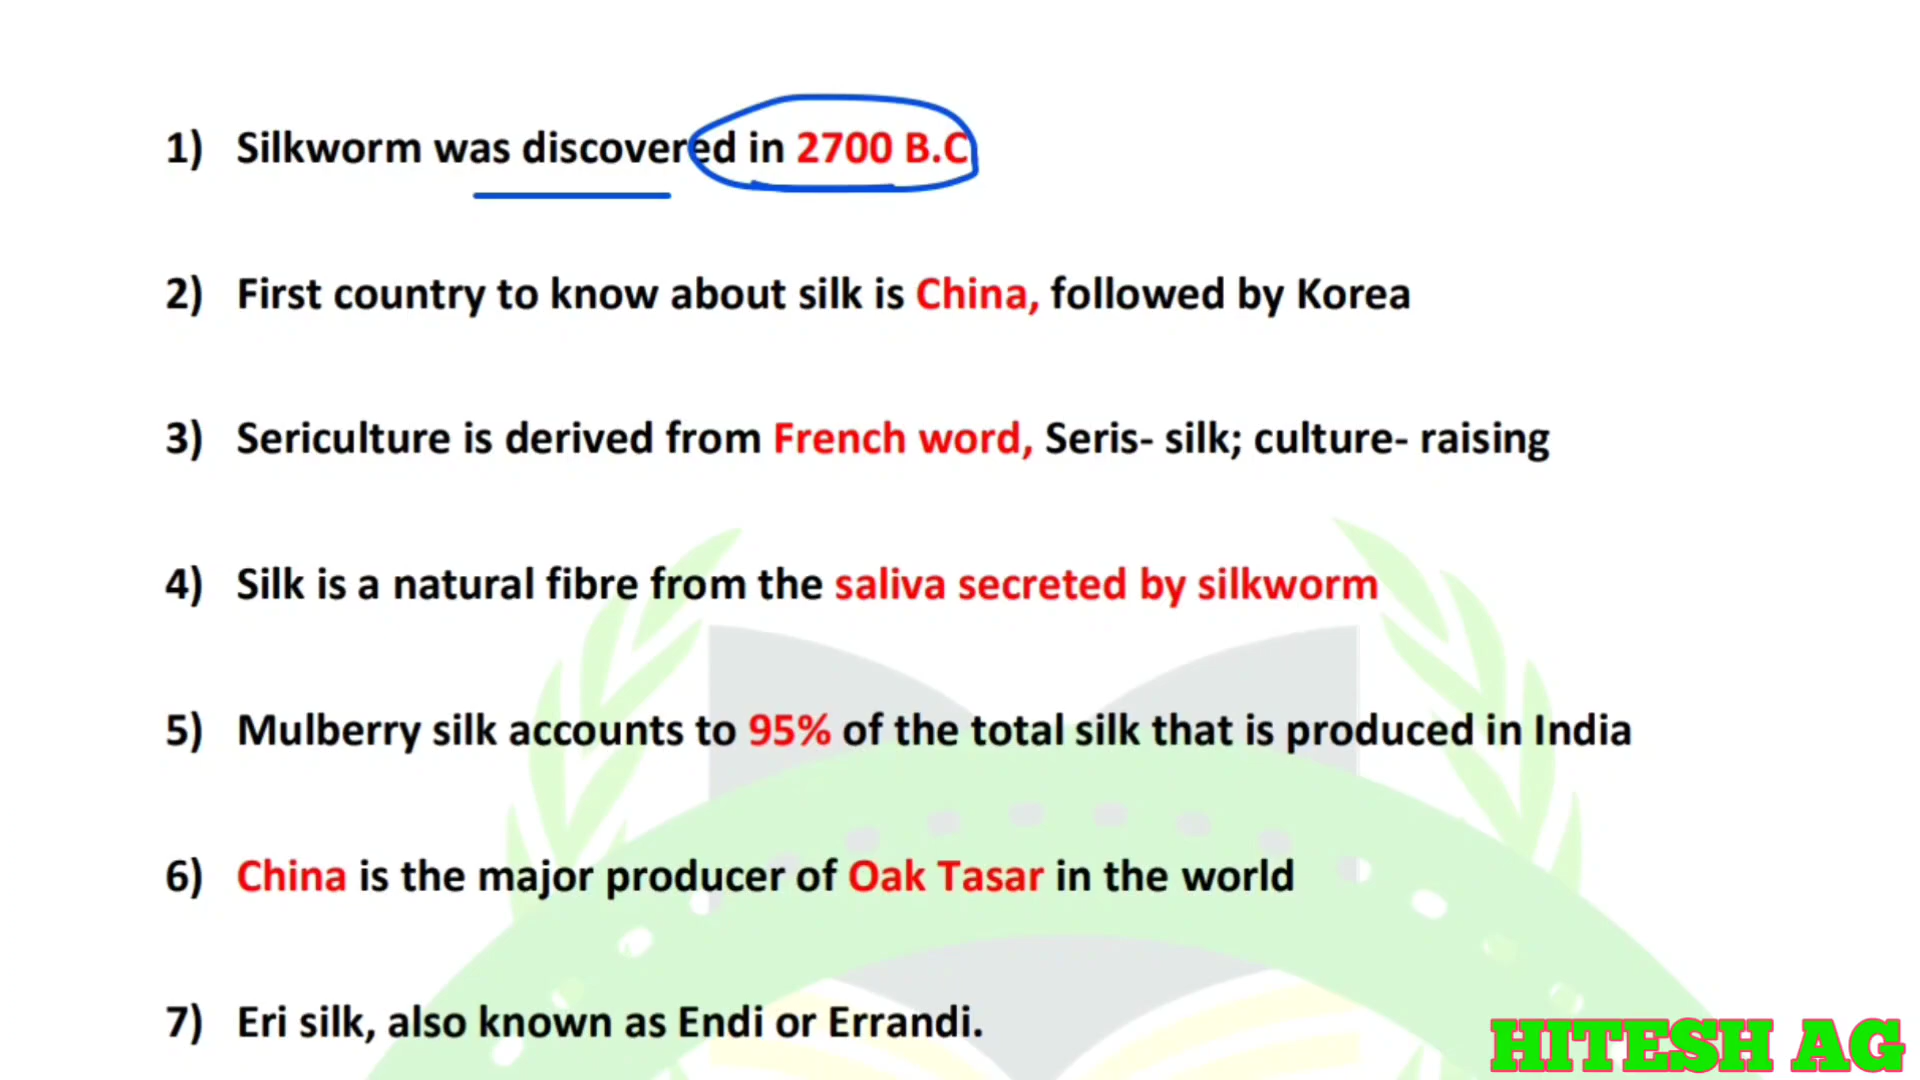 1) Silkworm was discovered in 2700 B.C
2) First country to know about silk is China, followed by Korea
3) Sericulture is derived from French word, Seris- silk; culture- raising
4) Silk is a natural fibre from the saliva secreted by silkworm
5) Mulberry silk accounts to 95% of the total silk that is produced in India
6) China is the major producer of Oak Tasar in the world
7) Eri silk, also known as Endi or Errandi.
HITESH AG